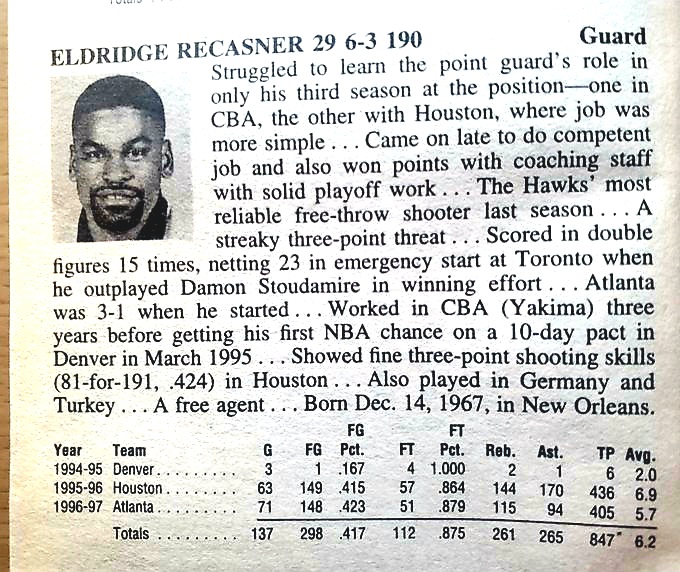 Totals
ELDRIDGE RECASNER 29 6-3 190 Guard
Struggled to learn the point guard's role in
only his third season at the position—one in
CBA, the other with Houston, where job was
more simple . . . Came on late to do competent
job and also won points with coaching staff
with solid playoff work . . . The Hawks' most
reliable free-throw shooter last season . . . A
streaky three-point threat . . . Scored in double
figures 15 times, netting 23 in emergency start at Toronto when
he outplayed Damon Stoudamire in winning effort . . . Atlanta
was 3-1 when he started . . . Worked in CBA (Yakima) three
years before getting his first NBA chance on a 10-day pact in
Denver in March 1995 . . . Showed fine three-point shooting skills
(81-for-191, .424) in Houston . . . Also played in Germany and
Turkey . . . A free agent . . . Born Dec. 14, 1967, in New Orleans.
FG FT
Year Team G FG Pct. FT Pct. Reb. Ast. TP Avg.
1994-95 Denver......... 3 1 .167 4 1.000 2 1 6 2.0
1995-96 Houston........ 63 149 .415 57 .864 144 170 436 6.9
1996-97 Atlanta......... 71 148 .423 51 .879 115 94 405 5.7
Totals ......... 137 298 .417 112 .875 261 265 847 6.2